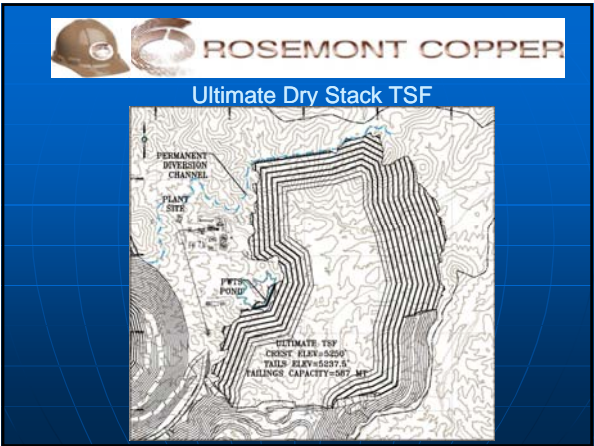 ROSEMONT COPPER
Ultimate Dry Stack TSF
PERMANENT
DIVERSION
CHANNEL
PLANT
SITE
PWTS
POND
ULTIMATE TSF
CREST ELEV=5250'
TAILS ELEV=5237.5'
TAILINGS CAPACITY=587 MT